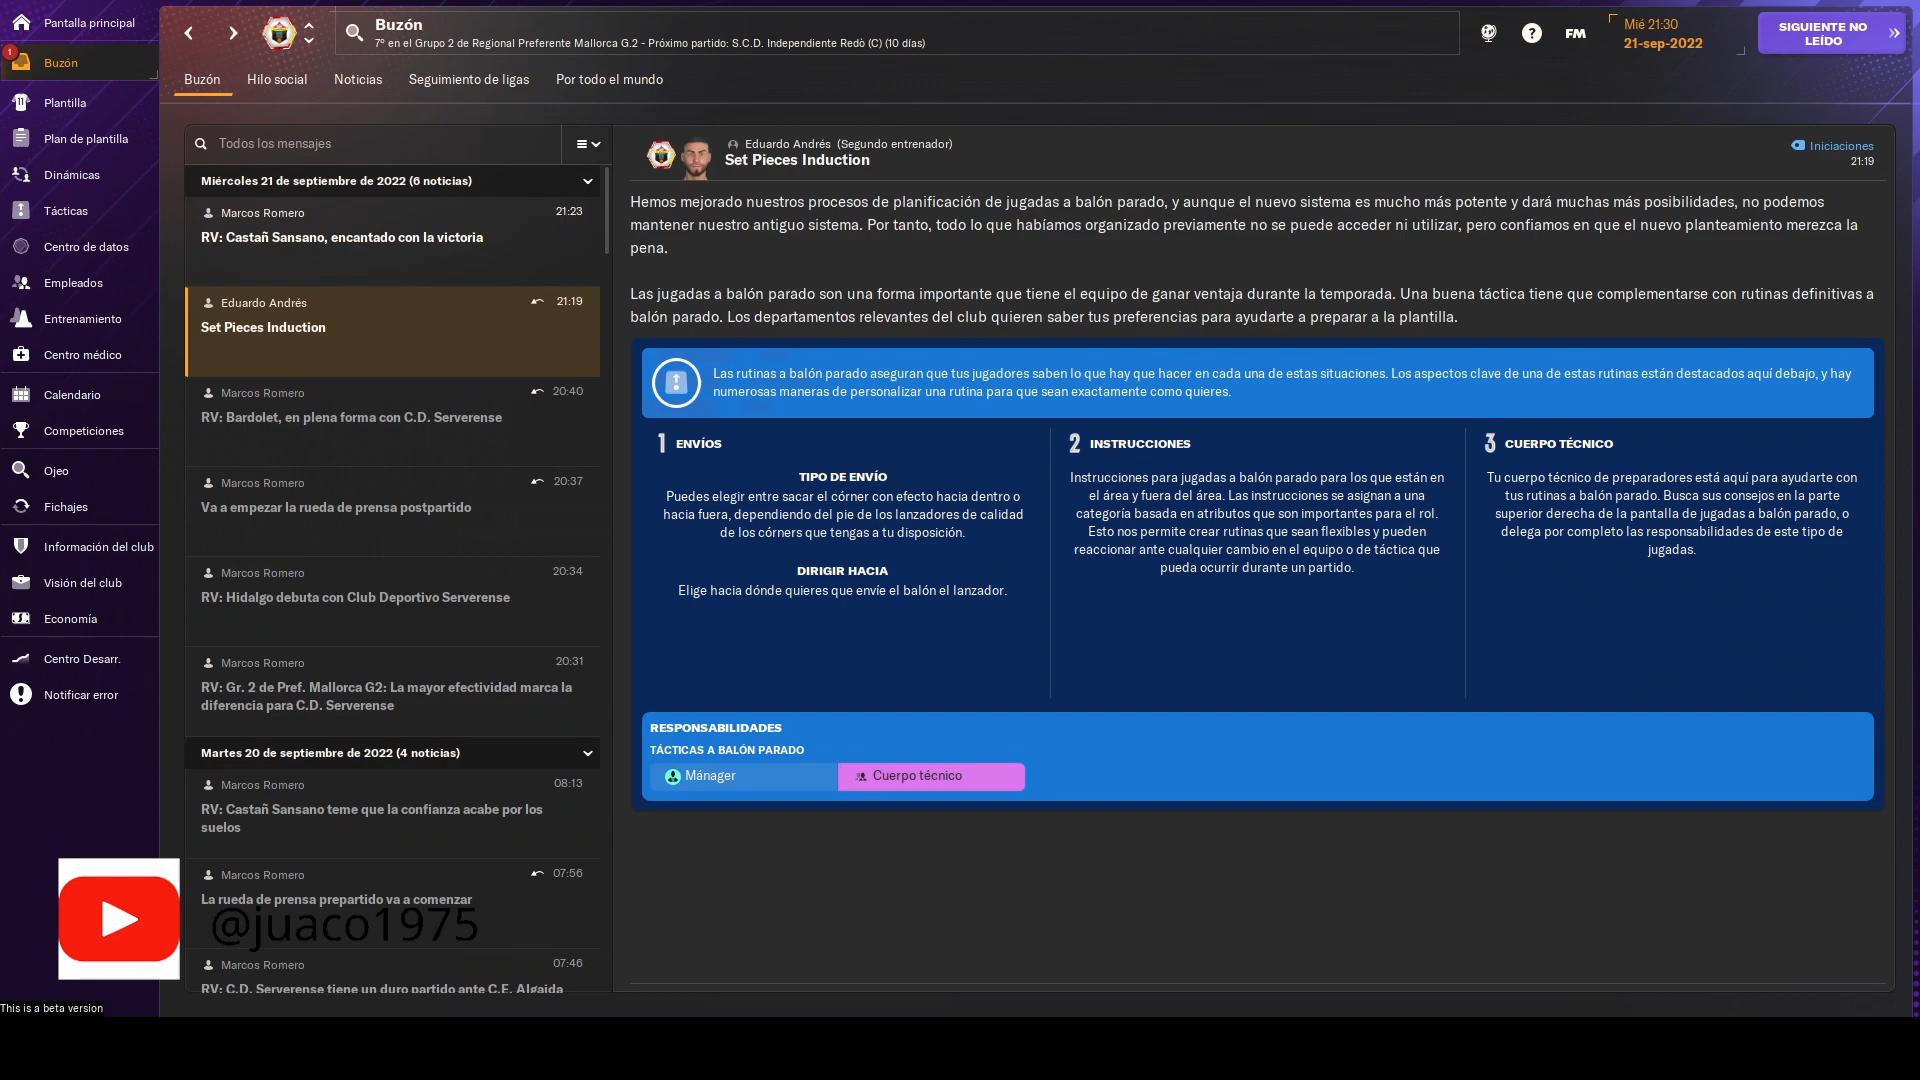 Pantalla principal
1
Buzón
Plantilla
Plan de plantilla
Dinámicas
Tácticas
Centro de datos
Empleados
Entrenamiento
Centro médico
Calendario
Competiciones
Ojeo
Fichajes
Información del club
Visión del club
Economía
Centro Desarr.
Notificar error
This is a beta version
Buzón
7º en el Grupo 2 de Regional Preferente Mallorca G.2 - Próximo partido: S.C.D. Independiente Redò (C) (10 días)
?
FM
Mié 21:30
21-sep-2022
SIGUIENTE NO
LEÍDO
Buzón
Hilo social
Noticias
Seguimiento de ligas
Por todo el mundo
Todos los mensajes
Miércoles 21 de septiembre de 2022 (6 noticias)
Marcos Romero
21:23
RV: Castañ Sansano, encantado con la victoria
Eduardo Andrés
21:19
Set Pieces Induction
Marcos Romero
20:40
RV: Bardolet, en plena forma con C.D. Serverense
Marcos Romero
20:37
Va a empezar la rueda de prensa postpartido
Marcos Romero
20:34
RV: Hidalgo debuta con Club Deportivo Serverense
Marcos Romero
20:31
RV: Gr. 2 de Pref. Mallorca G2: La mayor efectividad marca la
diferencia para C.D. Serverense
Martes 20 de septiembre de 2022 (4 noticias)
Marcos Romero
08:13
RV: Castañ Sansano teme que la confianza acabe por los
suelos
Marcos Romero
07:56
La rueda de prensa prepartido va a comenzar
@juaco1975
Marcos Romero
07:46
RV: C.D. Serverense tiene un duro partido ante C.E. Algaida
Eduardo Andrés (Segundo entrenador)
Set Pieces Induction
Iniciaciones
21:19
Hemos mejorado nuestros procesos de planificación de jugadas a balón parado, y aunque el nuevo sistema es mucho más potente y dará muchas más posibilidades, no podemos
mantener nuestro antiguo sistema. Por tanto, todo lo que habíamos organizado previamente no se puede acceder ni utilizar, pero confiamos en que el nuevo planteamiento merezca la
pena.
Las jugadas a balón parado son una forma importante que tiene el equipo de ganar ventaja durante la temporada. Una buena táctica tiene que complementarse con rutinas definitivas a
balón parado. Los departamentos relevantes del club quieren saber tus preferencias para ayudarte a preparar a la plantilla.
Las rutinas a balón parado aseguran que tus jugadores saben lo que hay que hacer en cada una de estas situaciones. Los aspectos clave de una de estas rutinas están destacados aquí debajo, y hay
numerosas maneras de personalizar una rutina para que sean exactamente como quieres.
1 ENVÍOS
TIPO DE ENVÍO
Puedes elegir entre sacar el córner con efecto hacia dentro o
hacia fuera, dependiendo del pie de los lanzadores de calidad
de los córners que tengas a tu disposición.
DIRIGIR HACIA
Elige hacia dónde quieres que envíe el balón el lanzador.
2 INSTRUCCIONES
Instrucciones para jugadas a balón parado para los que están en
el área y fuera del área. Las instrucciones se asignan a una
categoría basada en atributos que son importantes para el rol.
Esto nos permite crear rutinas que sean flexibles y pueden
reaccionar ante cualquier cambio en el equipo o de táctica que
pueda ocurrir durante un partido.
3 CUERPO TÉCNICO
Tu cuerpo técnico de preparadores está aquí para ayudarte con
tus rutinas a balón parado. Busca sus consejos en la parte
superior derecha de la pantalla de jugadas a balón parado, o
delega por completo las responsabilidades de este tipo de
jugadas.
RESPONSABILIDADES
TÁCTICAS A BALÓN PARADO
Mánager
Cuerpo técnico